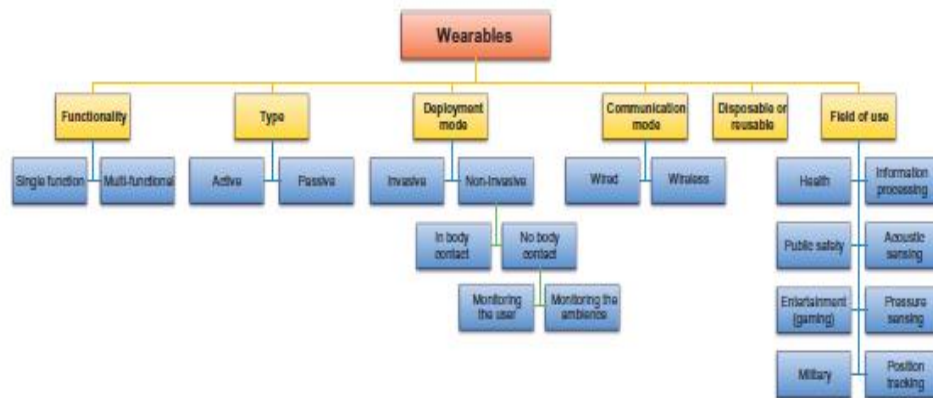 Wearables
Functionality
Type
Deployment
mode
Communication
mode
Disposable or
reusable
Field of use
Single function
Multi-functional
Active
Passive
Invasive
Non-Invasive
Wired
Wireless
Health
Information
processing
In body
contact
No body
contact
Public safety
Acoustic
sensing
Monitoring
the user
Monitoring the
ambience
Entertainment
(gaming)
Pressure
sensing
Military
Position
tracking